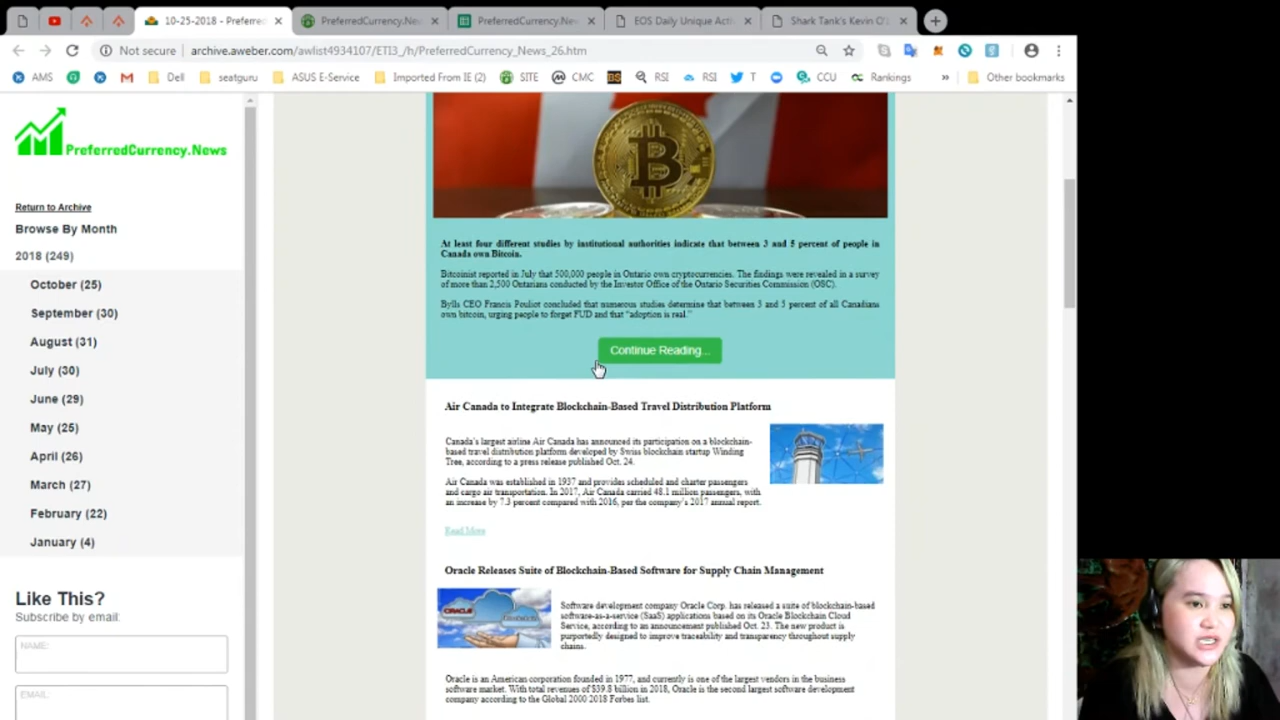 10-25-2018 - Preferre
PreferredCurrency.Ne
PreferredCurrency.Ne
EOS Daily Unique Acti
Shark Tank's Kevin O'L
Not secure
archive.aweber.com/awlist4934107/ETI3_/h/PreferredCurrency_News_26.htm
AMS
Dell
seatguru
ASUS E-Service
Imported From IE (2)
SITE
CMC
BS
RSI
RSI
T
CCU
Rankings
»
Other bookmarks
PreferredCurrency.News
Return to Archive
Browse By Month
2018 (249)
October (25)
September (30)
August (31)
July (30)
June (29)
May (25)
April (26)
March (27)
February (22)
January (4)
Like This?
Subscribe by email:
NAME:
EMAIL:
At least four different studies by institutional authorities indicate that between 3 and 5 percent of people in
Canada own Bitcoin.
Bitcoinist reported in July that 500,000 people in Ontario own cryptocurrencies. The findings were revealed in a survey
of more than 2,500 Ontarians conducted by the Investor Office of the Ontario Securities Commission (OSC).
Bylls CEO Francis Pouliot concluded that numerous studies determine that between 3 and 5 percent of all Canadians
own bitcoin, urging people to forget FUD and that “adoption is real.”
Continue Reading...
Air Canada to Integrate Blockchain-Based Travel Distribution Platform
Canada’s largest airline Air Canada has announced its participation on a blockchain-
based travel distribution platform developed by Swiss blockchain startup Winding
Tree, according to a press release published Oct. 24.
Air Canada was established in 1937 and provides scheduled and charter passengers
and cargo air transportation. In 2017, Air Canada carried 48.1 million passengers, with
an increase by 7.3 percent compared with 2016, per the company’s 2017 annual report.
Read More
Oracle Releases Suite of Blockchain-Based Software for Supply Chain Management
ORACLE
Blockchain
Software development company Oracle Corp. has released a suite of blockchain-based
software-as-a-service (SaaS) applications based on its Oracle Blockchain Cloud
Service, according to an announcement published Oct. 23. The new product is
purportedly designed to improve traceability and transparency throughout supply
chains.
Oracle is an American corporation founded in 1977, and currently is one of the largest vendors in the business
software market. With total revenues of $39.8 billion in 2018, Oracle is the second largest software development
company according to the Global 2000 2018 Forbes list.